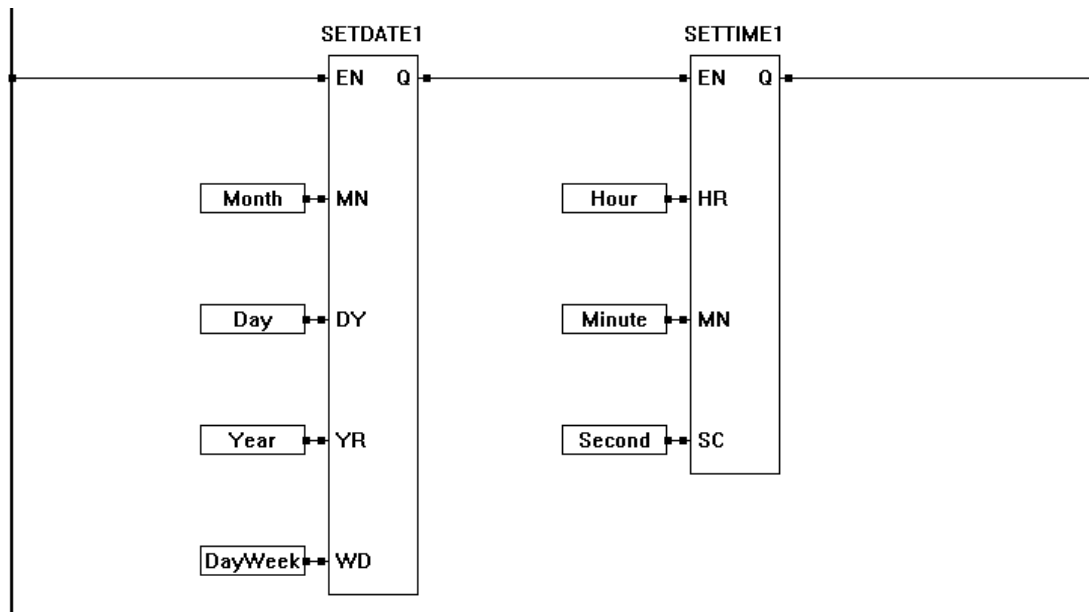 SETDATE1 SETTIME1
EN Q EN Q
Month MN Hour HR
Day DY Minute MN
Year YR Second SC
DayWeek WD